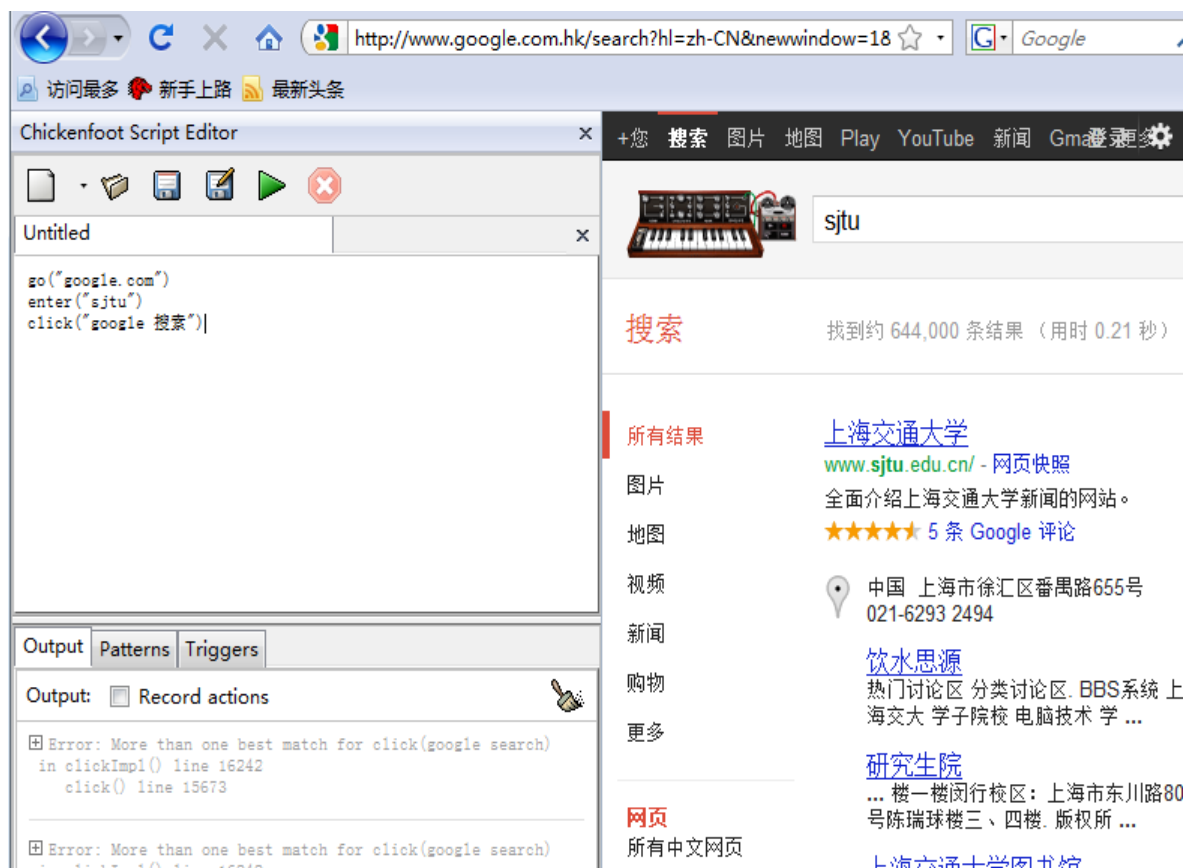 http://www.google.com.hk/search?hl=zh-CN&newwindow=18
Google
访问最多 新手上路 最新头条
Chickenfoot Script Editor
Untitled
go("google.com")
enter("sjtu")
click("google 搜索")
Output Patterns Triggers
Output: Record actions
Error: More than one best match for click(google search)
in clickImpl() line 16242
click() line 15673
Error: More than one best match for click(google search)
+您 搜索 图片 地图 Play YouTube 新闻
sjtu
搜索
找到约 644,000 条结果 （用时 0.21 秒）
所有结果
图片
地图
视频
新闻
购物
更多
网页
所有中文网页
上海交通大学
www.sjtu.edu.cn/ - 网页快照
全面介绍上海交通大学新闻的网站。
5 条 Google 评论
中国 上海市徐汇区番禺路655号
021-6293 2494
饮水思源
热门讨论区 分类讨论区. BBS系统 上
海交大 学子院校 电脑技术 学 ...
研究生院
... 楼一楼闵行校区：上海市东川路80
号陈瑞球楼三、四楼. 版权所 ...
上海交通大学图书馆